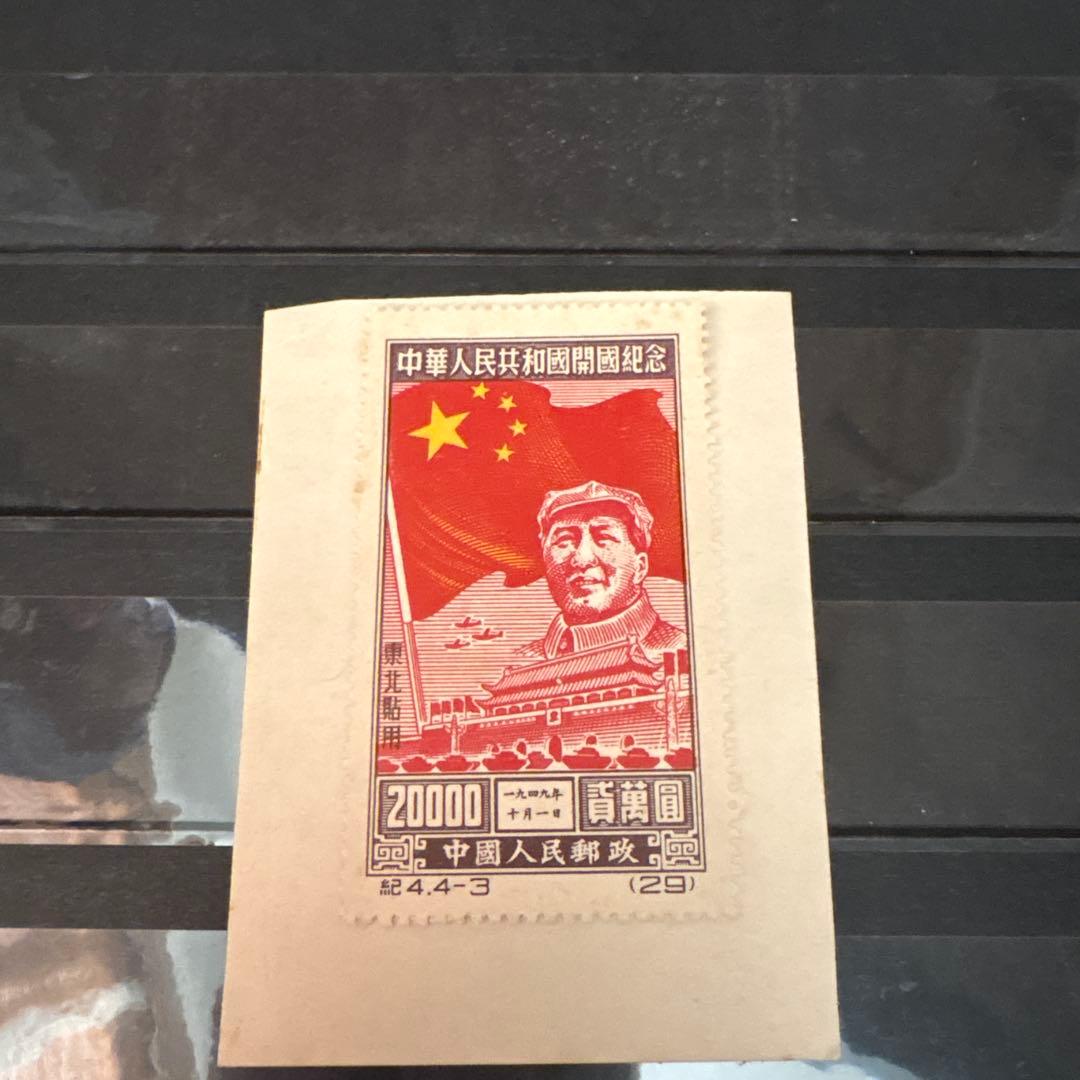 中華人民共和國開國紀念
東北貼用
20000
一九四九年
十月一日
貳萬圓
中國人民郵政
紀4.4-3
(29)